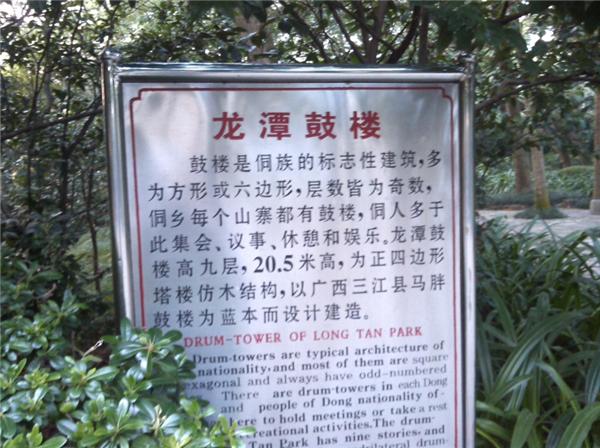 龙潭鼓楼
鼓楼是侗族的标志性建筑,多
为方形或六边形,层数皆为奇数,
侗乡每个山寨都有鼓楼,侗人多于
此集会、议事、休憩和娱乐。龙潭鼓
楼高九层,20.5米高,为正四边形
塔楼仿木结构,以广西三江县马胖
鼓楼为蓝本而设计建造。
DRUM-TOWER OF LONG TAN PARK
Drum-towers are typical architecture of
nationality, and most of them are square
hexagonal and always have odd-numbered
There are drum-towers in each Dong
and people of Dong nationality of-
here to hold meetings or take a rest
recreational activities. The drum-
Tan Park has nine stories and
drum-